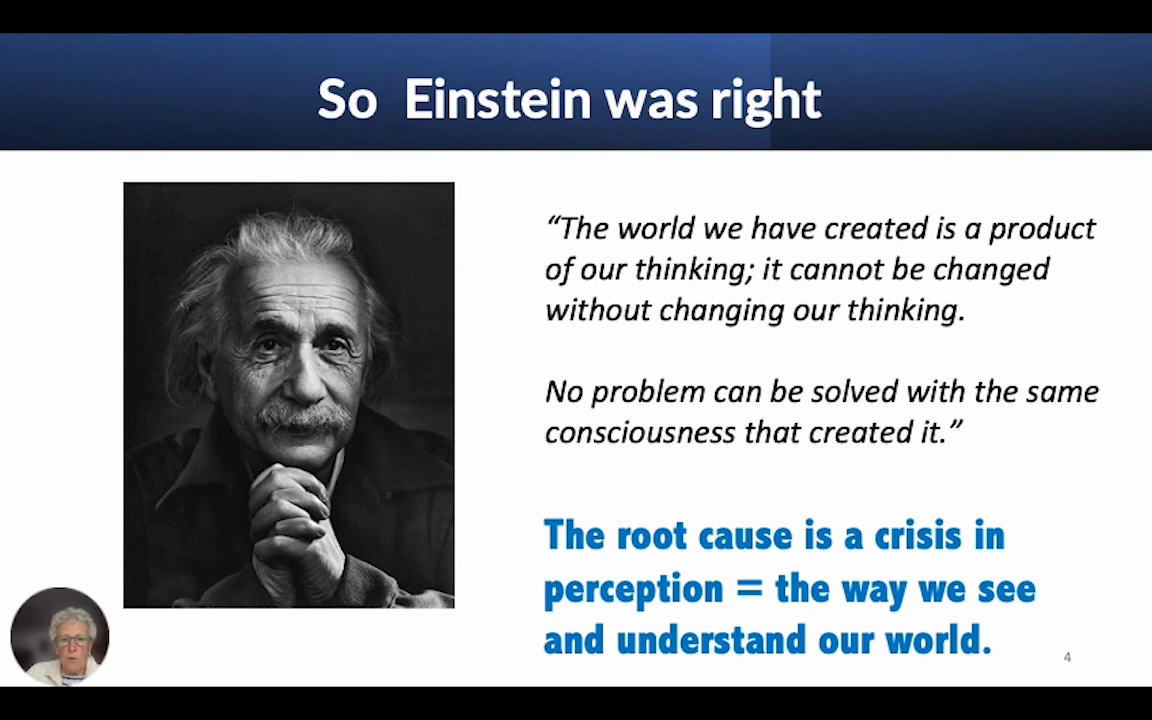 So  Einstein was right
“The world we have created is a product
of our thinking; it cannot be changed
without changing our thinking.
No problem can be solved with the same
consciousness that created it.”
The root cause is a crisis in
perception = the way we see
and understand our world.
4